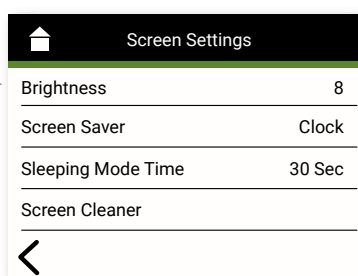 Screen Settings
Brightness 8
Screen Saver Clock
Sleeping Mode Time 30 Sec
Screen Cleaner